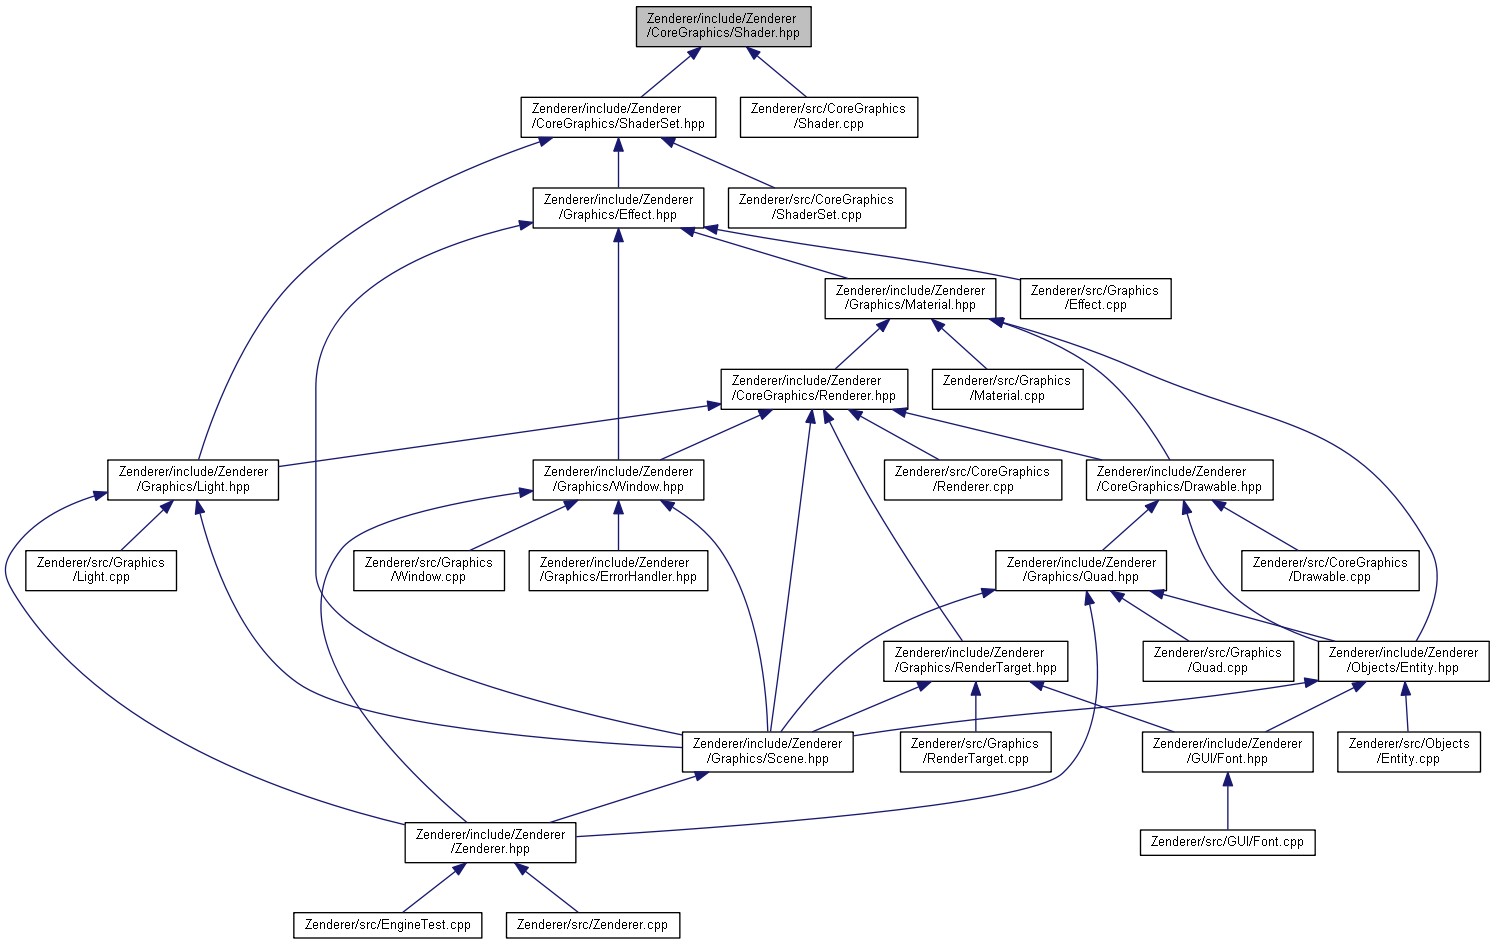 Zenderer/include/Zenderer
/CoreGraphics/Shader.hpp
Zenderer/include/Zenderer
/CoreGraphics/ShaderSet.hpp
Zenderer/src/CoreGraphics
/Shader.cpp
Zenderer/include/Zenderer
/Graphics/Effect.hpp
Zenderer/src/CoreGraphics
/ShaderSet.cpp
Zenderer/include/Zenderer
/Graphics/Material.hpp
Zenderer/src/Graphics
/Effect.cpp
Zenderer/include/Zenderer
/CoreGraphics/Renderer.hpp
Zenderer/src/Graphics
/Material.cpp
Zenderer/include/Zenderer
/Graphics/Light.hpp
Zenderer/include/Zenderer
/Graphics/Window.hpp
Zenderer/src/CoreGraphics
/Renderer.cpp
Zenderer/include/Zenderer
/CoreGraphics/Drawable.hpp
Zenderer/src/Graphics
/Light.cpp
Zenderer/src/Graphics
/Window.cpp
Zenderer/include/Zenderer
/Graphics/ErrorHandler.hpp
Zenderer/include/Zenderer
/Graphics/Quad.hpp
Zenderer/src/CoreGraphics
/Drawable.cpp
Zenderer/include/Zenderer
/Graphics/RenderTarget.hpp
Zenderer/src/Graphics
/Quad.cpp
Zenderer/include/Zenderer
/Objects/Entity.hpp
Zenderer/include/Zenderer
/Graphics/Scene.hpp
Zenderer/src/Graphics
/RenderTarget.cpp
Zenderer/include/Zenderer
/GUI/Font.hpp
Zenderer/src/Objects
/Entity.cpp
Zenderer/include/Zenderer
/Zenderer.hpp
Zenderer/src/GUI/Font.cpp
Zenderer/src/EngineTest.cpp
Zenderer/src/Zenderer.cpp